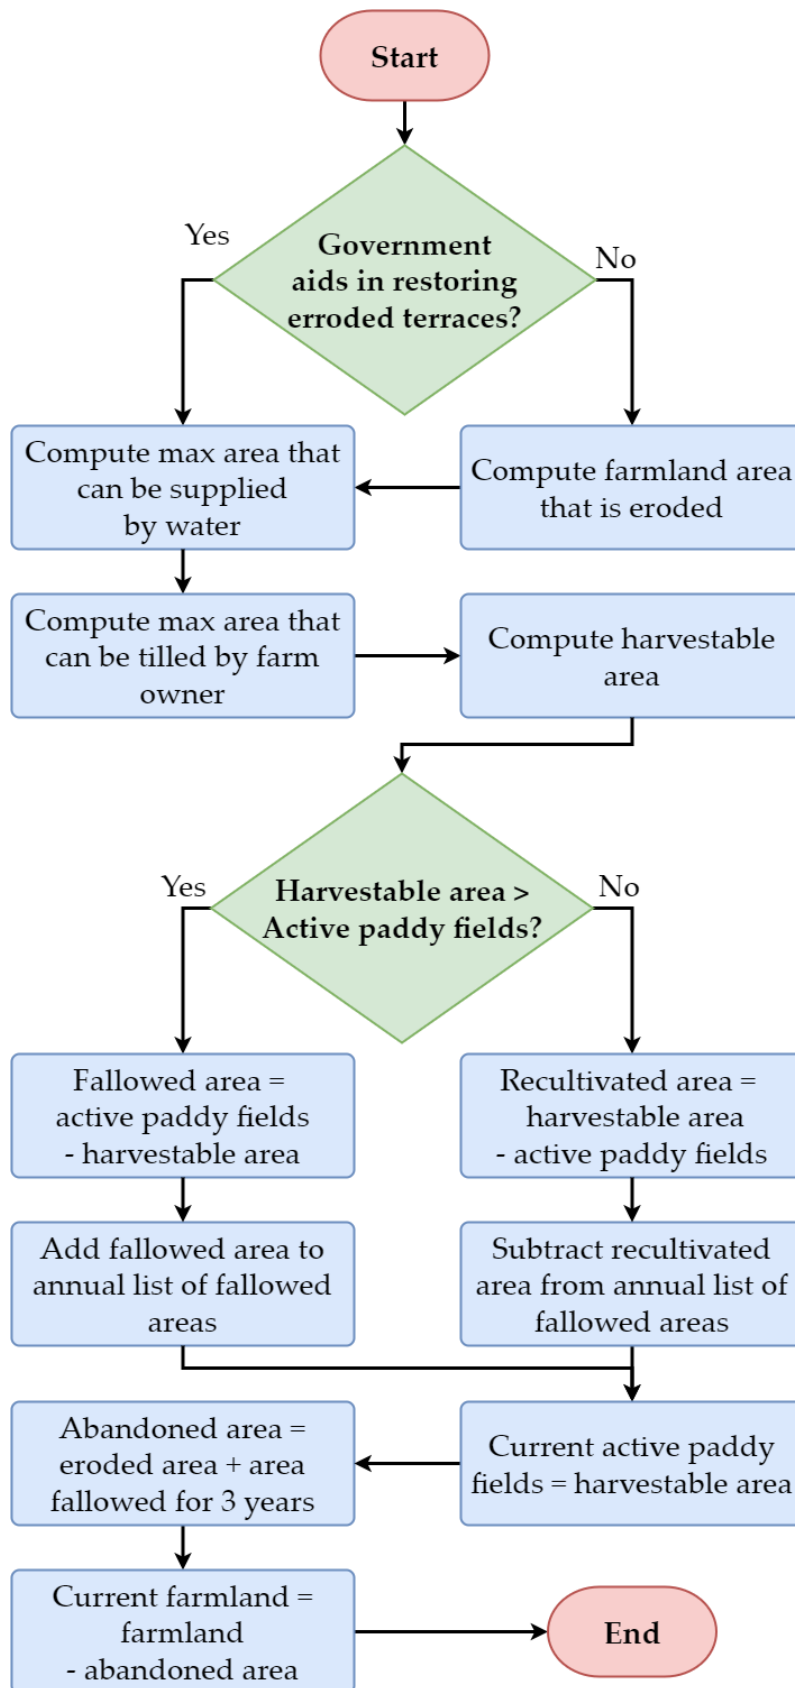 Start
Government
aids in restoring
erroded terraces?
Yes
No
Compute max area that
can be supplied
by water
Compute farmland area
that is eroded
Compute max area that
can be tilled by farm
owner
Compute harvestable
area
Harvestable area >
Active paddy fields?
Yes
No
Fallowed area =
active paddy fields
- harvestable area
Recultivated area =
harvestable area
- active paddy fields
Add fallowed area to
annual list of fallowed
areas
Subtract recultivated
area from annual list of
fallowed areas
Current active paddy
fields = harvestable area
Abandoned area =
eroded area + area
fallowed for 3 years
Current farmland =
farmland
- abandoned area
End